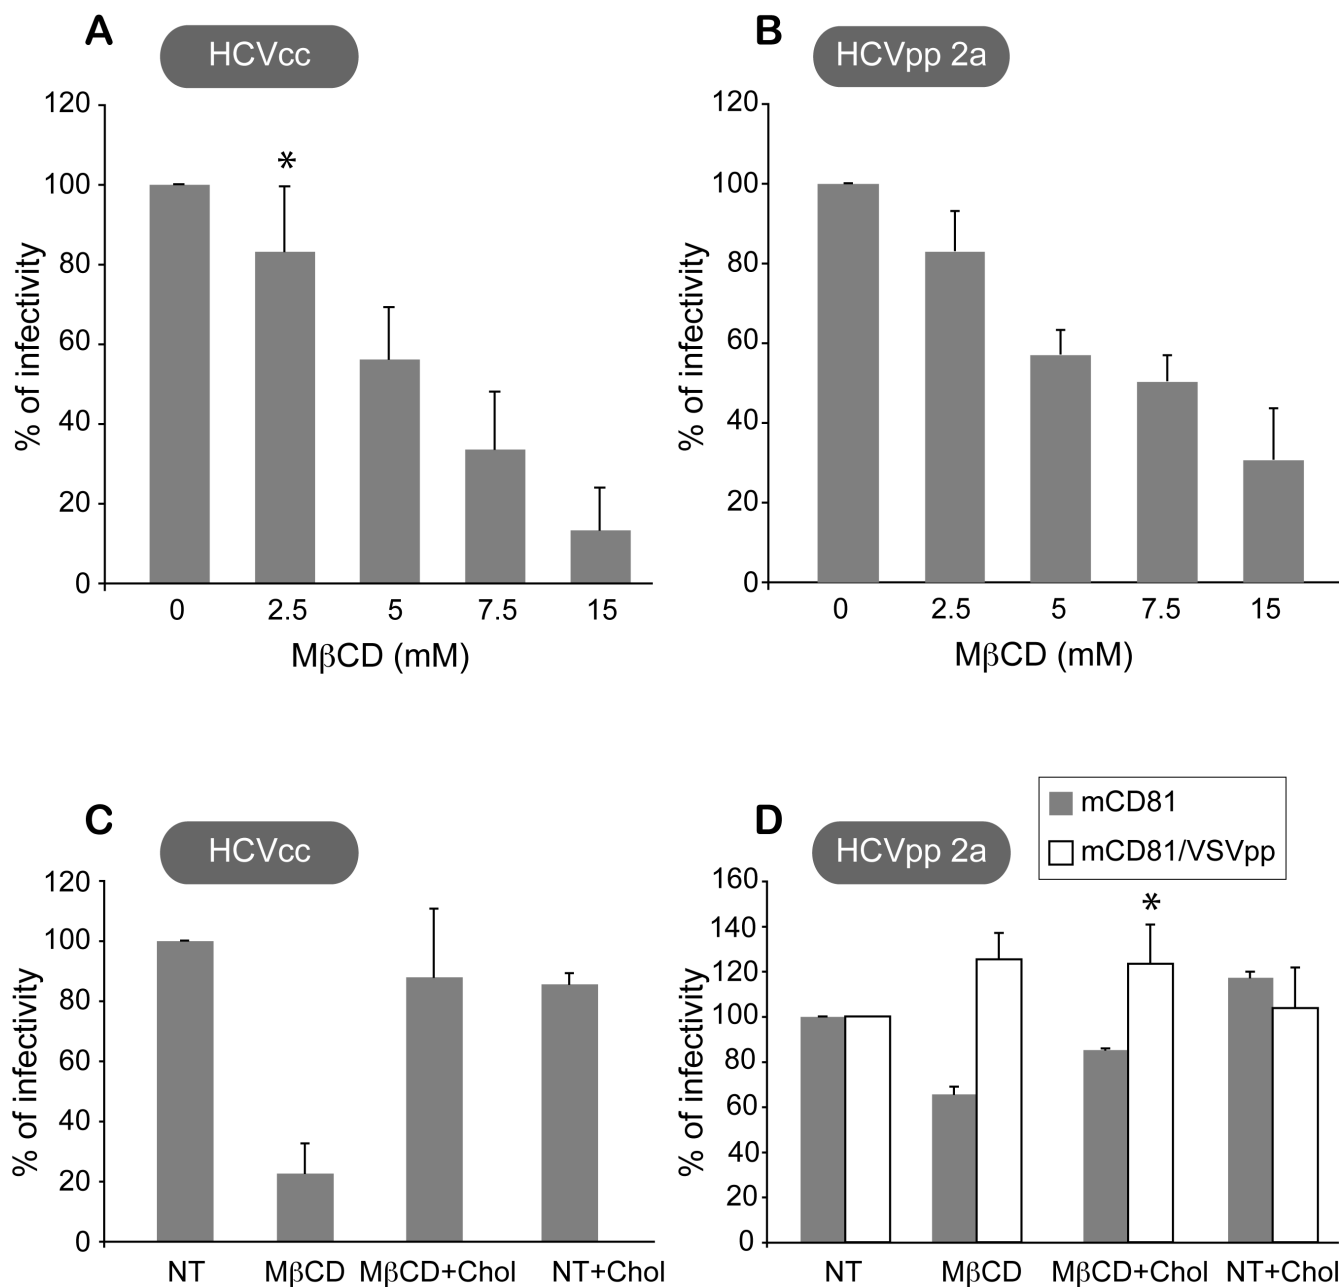 A
HCVcc
120
100
80
60
40
20
0
% of infectivity
*
0 2.5 5 7.5 15
MβCD (mM)
B
HCVpp 2a
120
100
80
60
40
20
0
% of infectivity
0 2.5 5 7.5 15
MβCD (mM)
C
HCVcc
120
100
80
60
40
20
0
% of infectivity
NT MβCD MβCD+Chol NT+Chol
D
HCVpp 2a
mCD81
mCD81/VSVpp
160
140
120
100
80
60
40
20
0
% of infectivity
*
NT MβCD MβCD+Chol NT+Chol